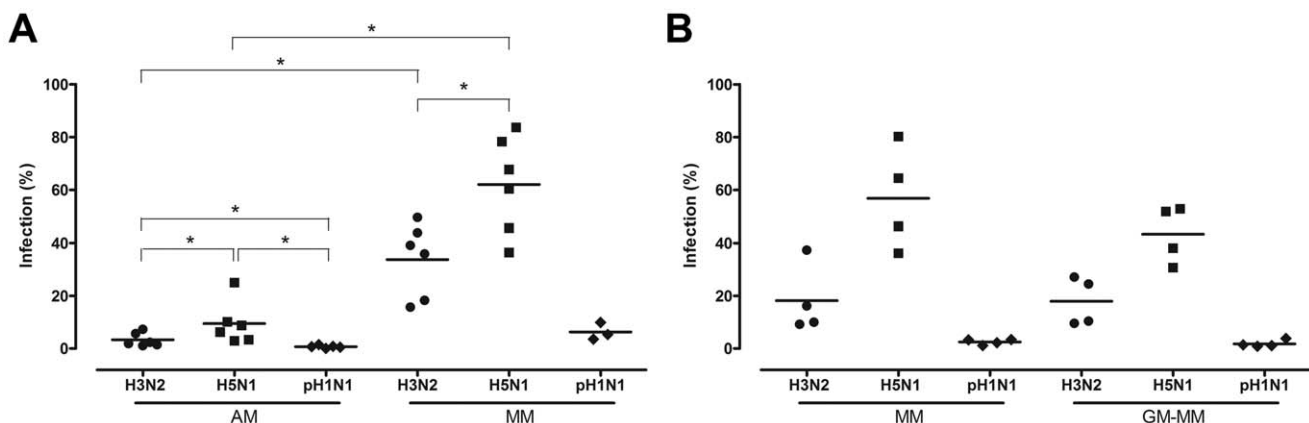 A
B
*
*
*
*
*
*
Infection (%)
100
80
60
40
20
0
H3N2 H5N1 pH1N1 H3N2 H5N1 pH1N1
AM MM
Infection (%)
100
80
60
40
20
0
H3N2 H5N1 pH1N1 H3N2 H5N1 pH1N1
MM GM-MM